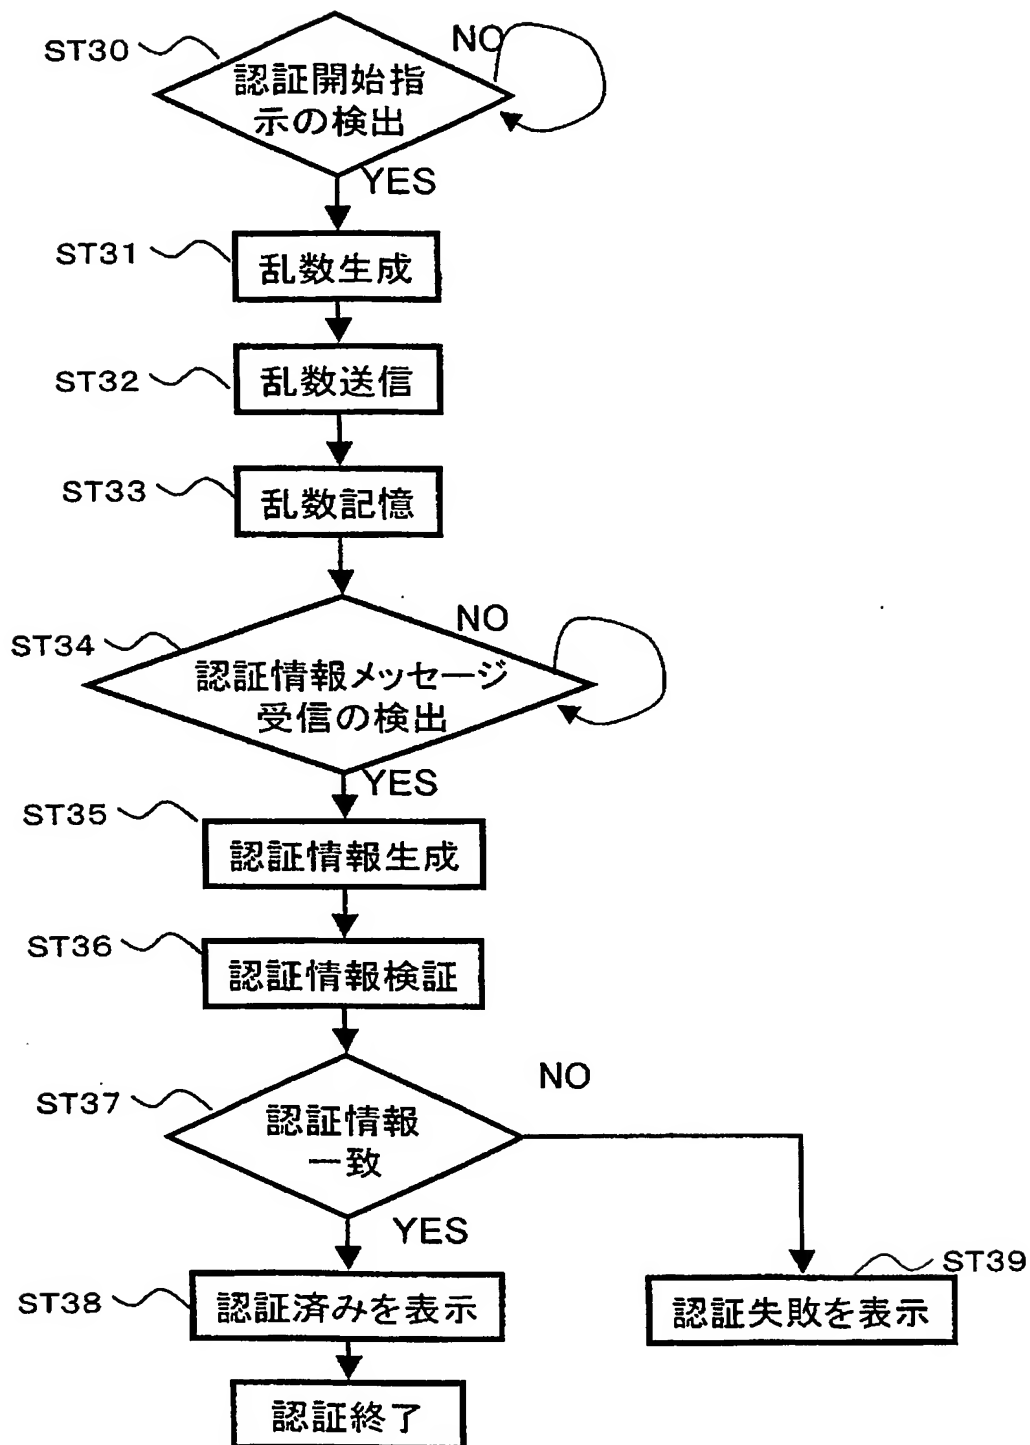 ST30
NO
認証開始指
示の検出
YES
ST31
乱数生成
ST32
乱数送信
ST33
乱数記憶
ST34
NO
認証情報メッセージ
受信の検出
YES
ST35
認証情報生成
ST36
認証情報検証
ST37
NO
認証情報
一致
YES
ST38
認証済みを表示
ST39
認証失敗を表示
認証終了